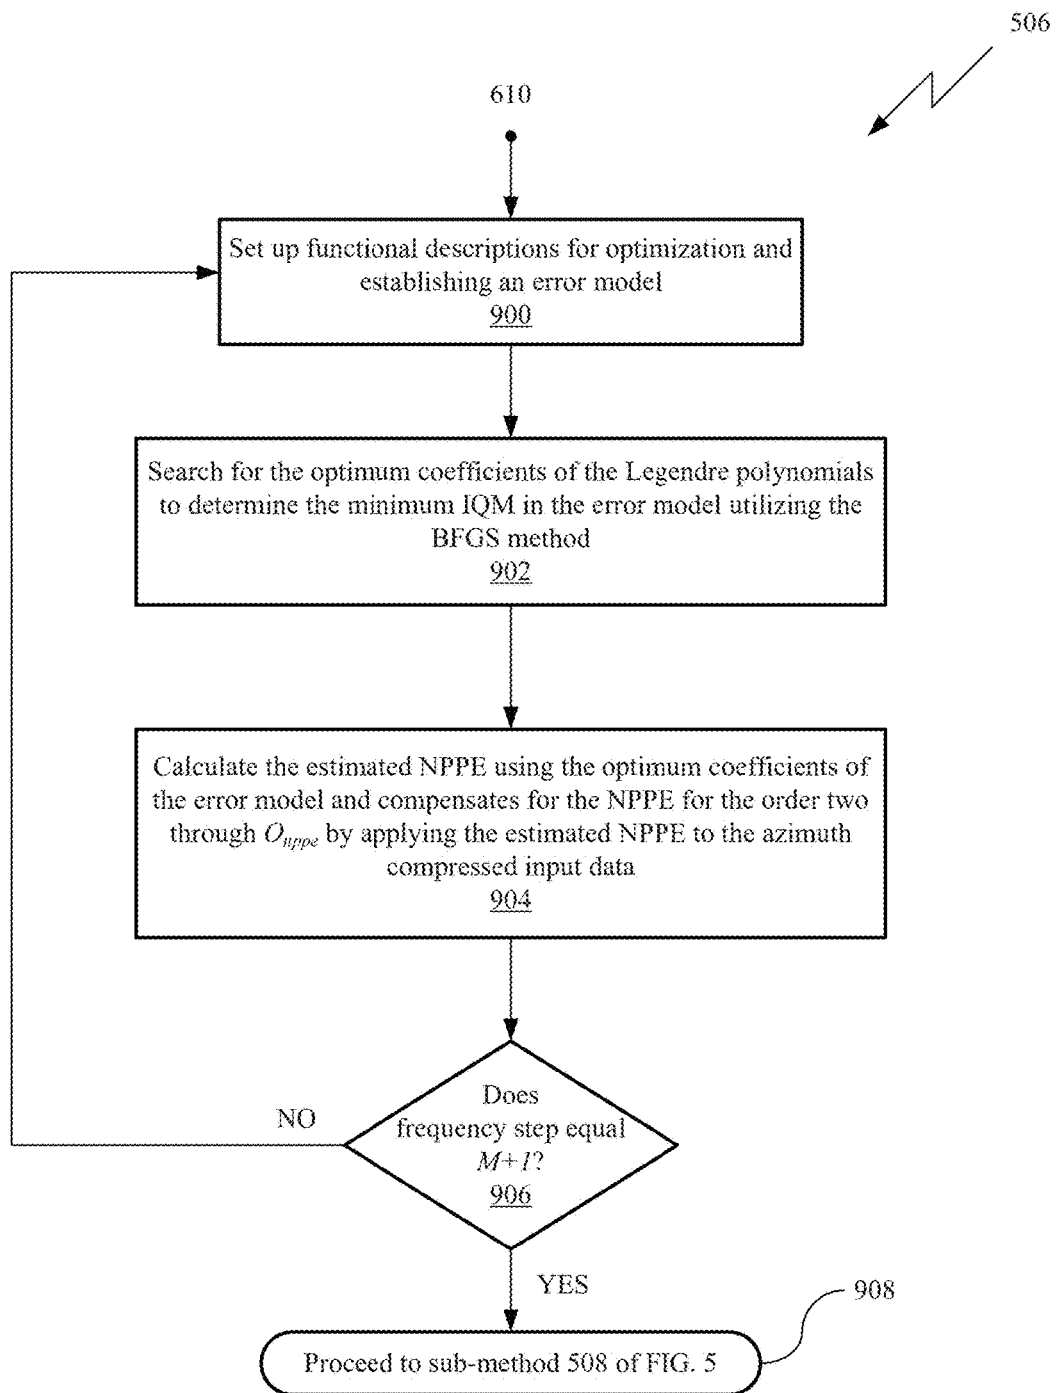 506
610
Set up functional descriptions for optimization and
establishing an error model
900
Search for the optimum coefficients of the Legendre polynomials
to determine the minimum IQM in the error model utilizing the
BFGS method
902
Calculate the estimated NPPE using the optimum coefficients of
the error model and compensates for the NPPE for the order two
through Onppe by applying the estimated NPPE to the azimuth
compressed input data
904
Does
frequency step equal
M+1?
906
NO
YES
908
Proceed to sub-method 508 of FIG. 5